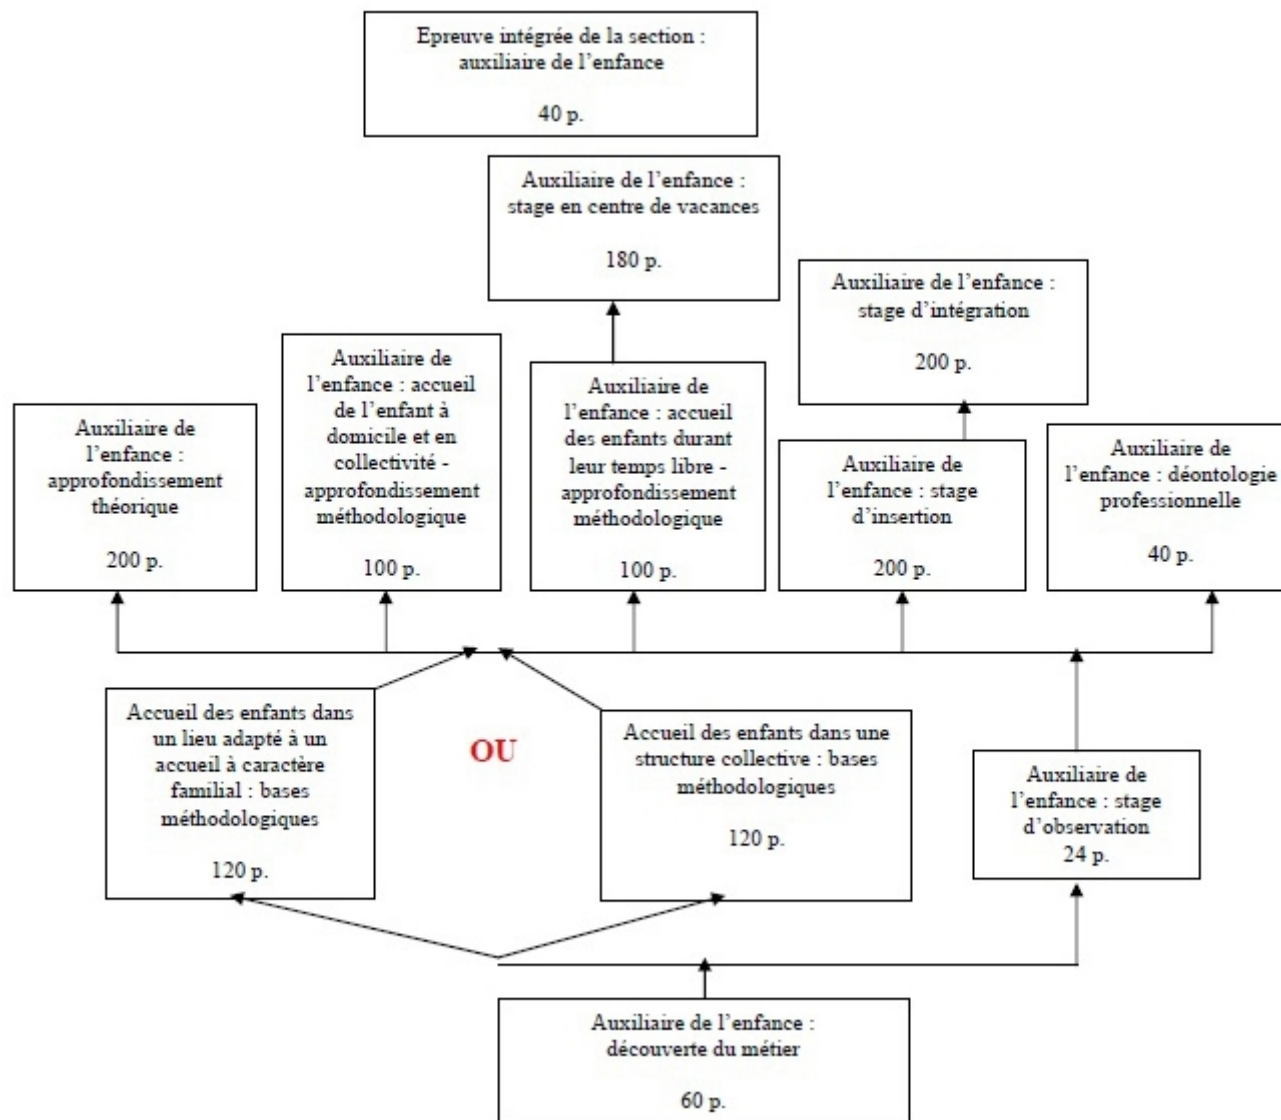 Epreuve intégrée de la section :
auxiliaire de l'enfance
40 p.
Auxiliaire de l'enfance :
stage en centre de vacances
180 p.
Auxiliaire de l'enfance :
stage d'intégration
200 p.
Auxiliaire de
l'enfance :
approfondissement
théorique
200 p.
Auxiliaire de
l'enfance : accueil
de l'enfant à
domicile et en
collectivité -
approfondissement
méthodologique
100 p.
Auxiliaire de
l'enfance : accueil
des enfants durant
leur temps libre -
approfondissement
méthodologique
100 p.
Auxiliaire de
l'enfance : stage
d'insertion
200 p.
Auxiliaire de
l'enfance : déontologie
professionnelle
40 p.
Accueil des enfants dans
un lieu adapté à un
accueil à caractère
familial : bases
méthodologiques
120 p.
OU
Accueil des enfants dans une
structure collective : bases
méthodologiques
120 p.
Auxiliaire de
l'enfance : stage
d'observation
24 p.
Auxiliaire de l'enfance :
découverte du métier
60 p.